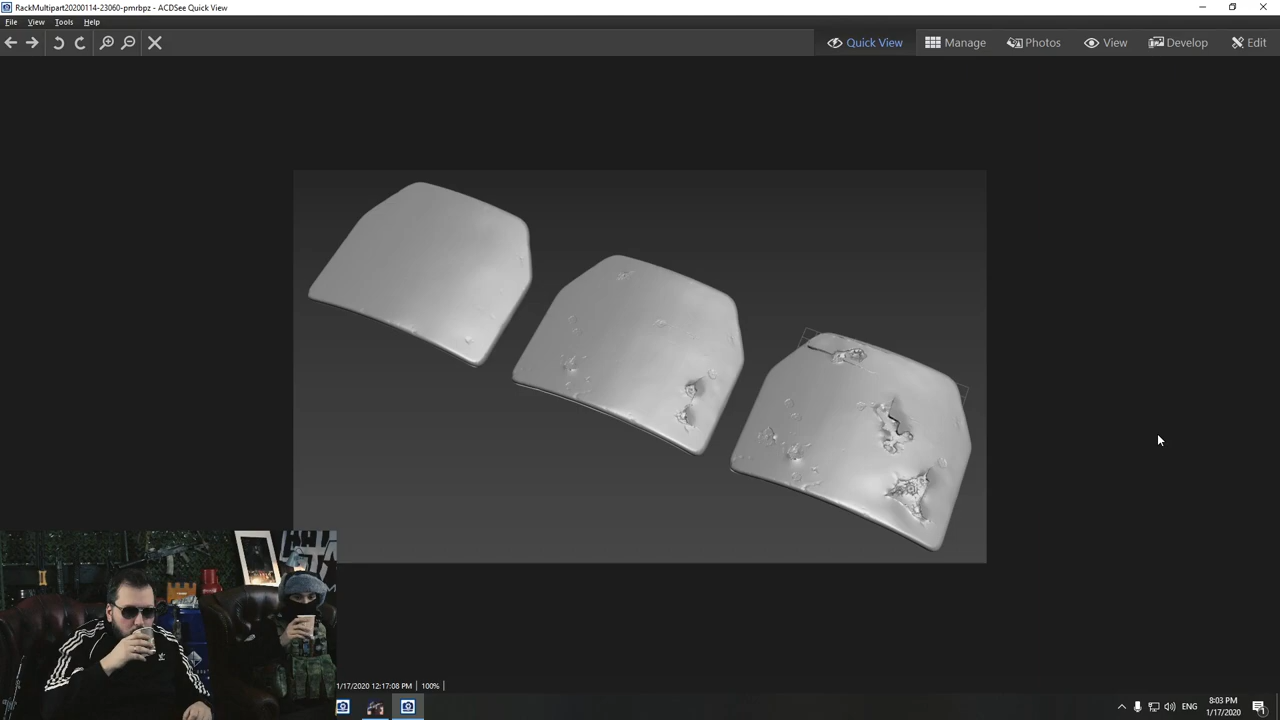 RackMultipart20200114-23060-pmrbpz - ACDSee Quick View
File View Tools Help
Quick View Manage Photos View Develop Edit
1/17/2020 12:17:08 PM 100%
ENG
8:03 PM
1/17/2020
1